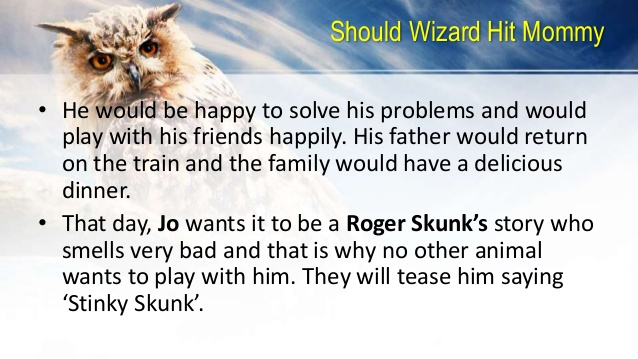 Should Wizard Hit Mommy
• He would be happy to solve his problems and would
play with his friends happily. His father would return
on the train and the family would have a delicious
dinner.
• That day, Jo wants it to be a Roger Skunk’s story who
smells very bad and that is why no other animal
wants to play with him. They will tease him saying
‘Stinky Skunk’.